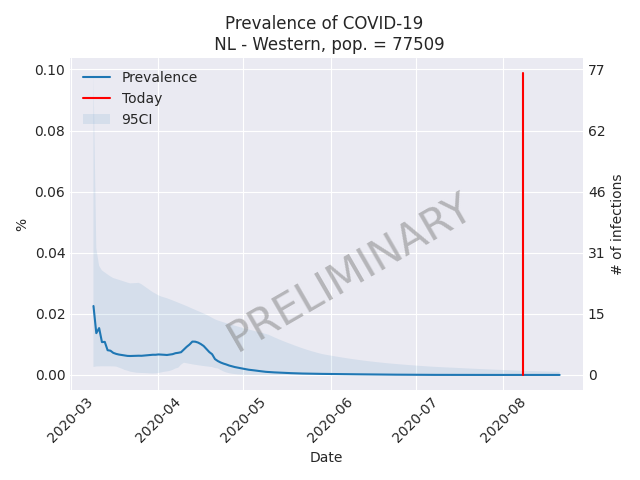 Prevalence of COVID-19
NL - Western, pop. = 77509
Prevalence
Today
95CI
0.10
0.08
0.06
0.04
0.02
0.00
%
77
62
46
31
15
0
# of infections
PRELIMINARY
2020-03
2020-04
2020-05
2020-06
2020-07
2020-08
Date